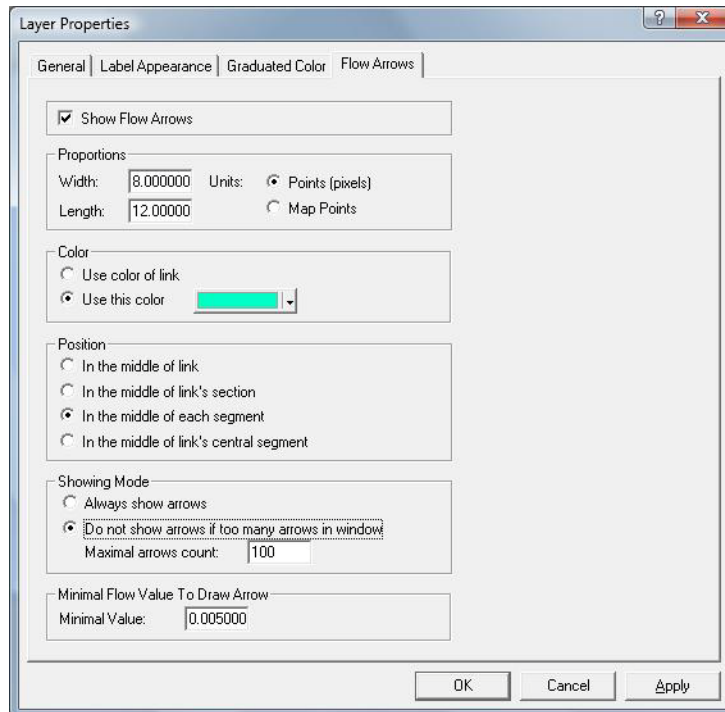 Layer Properties
General Label Appearance Graduated Color Flow Arrows
Show Flow Arrows
Proportions
Width: 8.000000 Units: Points (pixels)
Length: 12.00000 Map Points
Color
Use color of link
Use this color
Position
In the middle of link
In the middle of link's section
In the middle of each segment
In the middle of link's central segment
Showing Mode
Always show arrows
Do not show arrows if too many arrows in window
Maximal arrows count: 100
Minimal Flow Value To Draw Arrow
Minimal Value: 0.005000
OK Cancel Apply